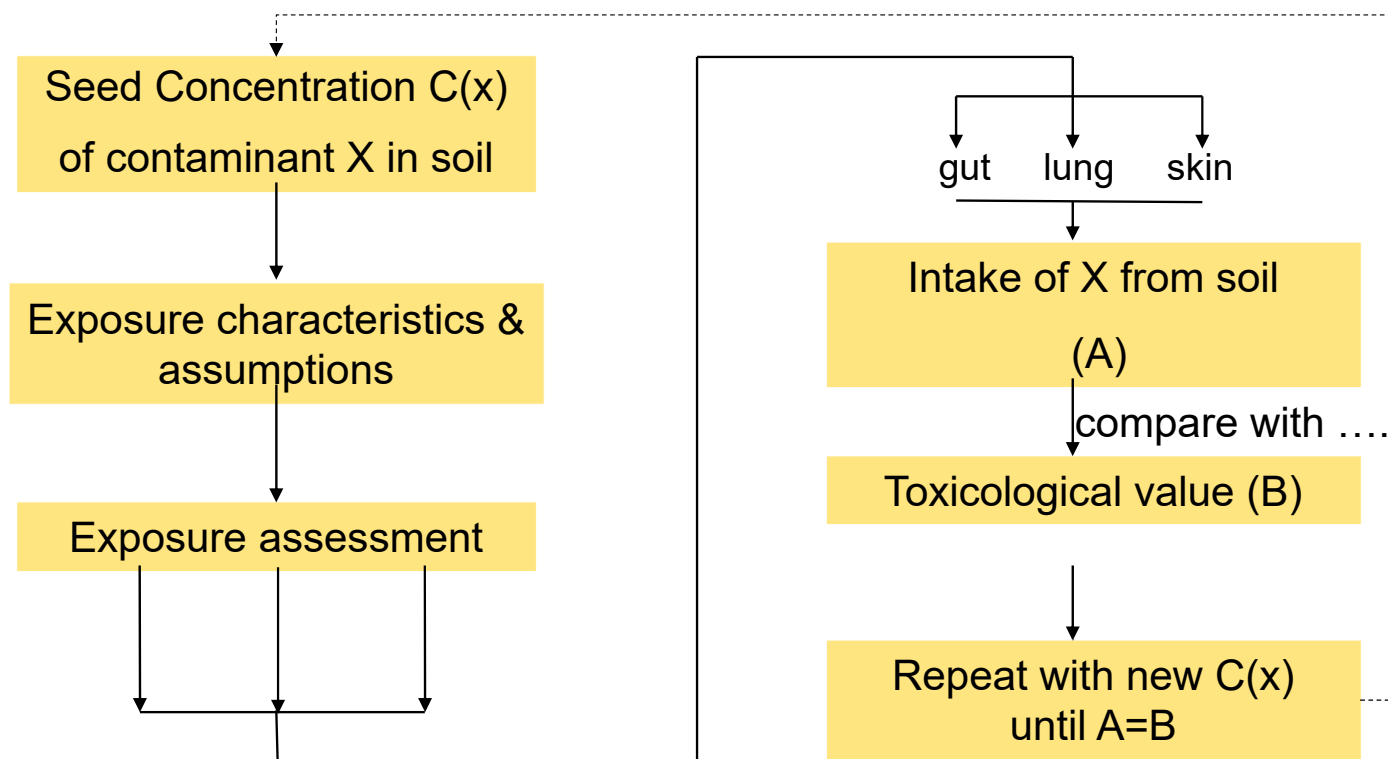 Seed Concentration C(x)
of contaminant X in soil
Exposure characteristics &
assumptions
Exposure assessment
gut lung skin
Intake of X from soil
(A)
compare with ….
Toxicological value (B)
Repeat with new C(x)
until A=B